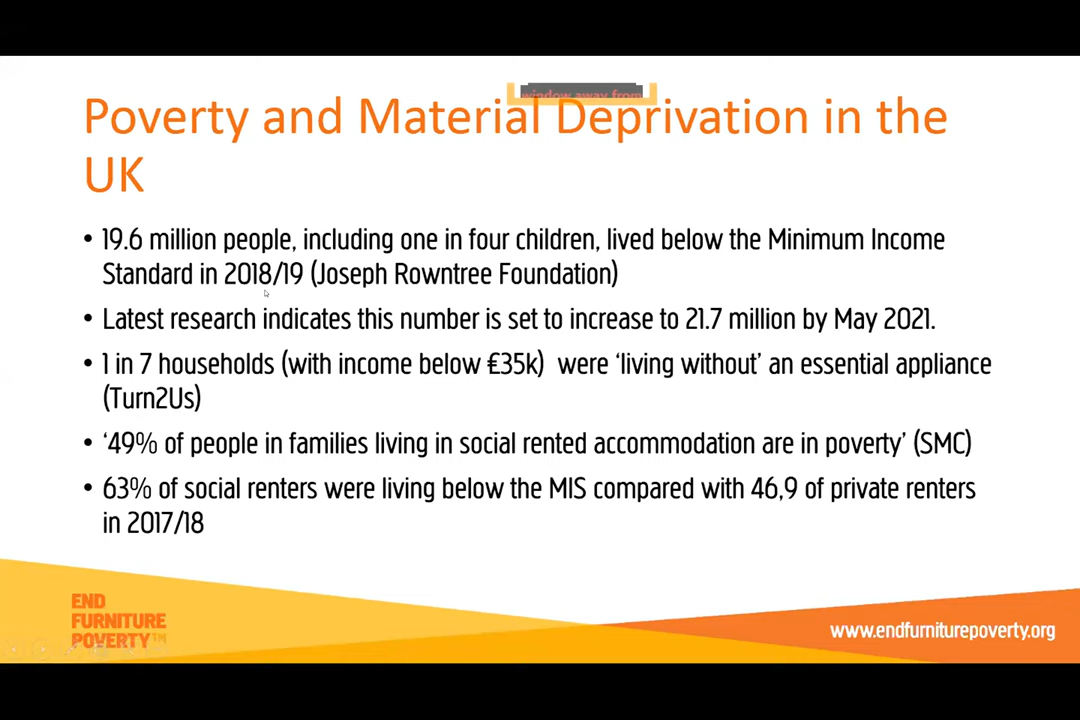 window away from
Poverty and Material Deprivation in the
UK
• 19.6 million people, including one in four children, lived below the Minimum Income
Standard in 2018/19 (Joseph Rowntree Foundation)
• Latest research indicates this number is set to increase to 21.7 million by May 2021.
• 1 in 7 households (with income below £35k) were ‘living without’ an essential appliance
(Turn2Us)
• ‘49% of people in families living in social rented accommodation are in poverty’ (SMC)
• 63% of social renters were living below the MIS compared with 46,9 of private renters
in 2017/18
END
FURNITURE
POVERTY™
www.endfurniturepoverty.org